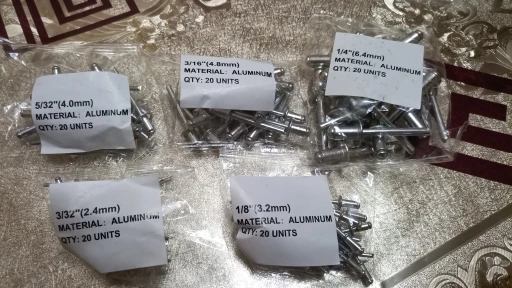 5/32"(4.0mm)
MATERIAL: ALUMINUM
QTY: 20 UNITS
3/16"(4.8mm)
MATERIAL: ALUMINUM
QTY: 20 UNITS
1/4"(6.4mm)
MATERIAL: ALUMINUM
QTY: 20 UNITS
3/32"(2.4mm)
MATERIAL: ALUMINUM
QTY: 20 UNITS
1/8"(3.2mm)
MATERIAL: ALUMINUM
QTY: 20 UNITS